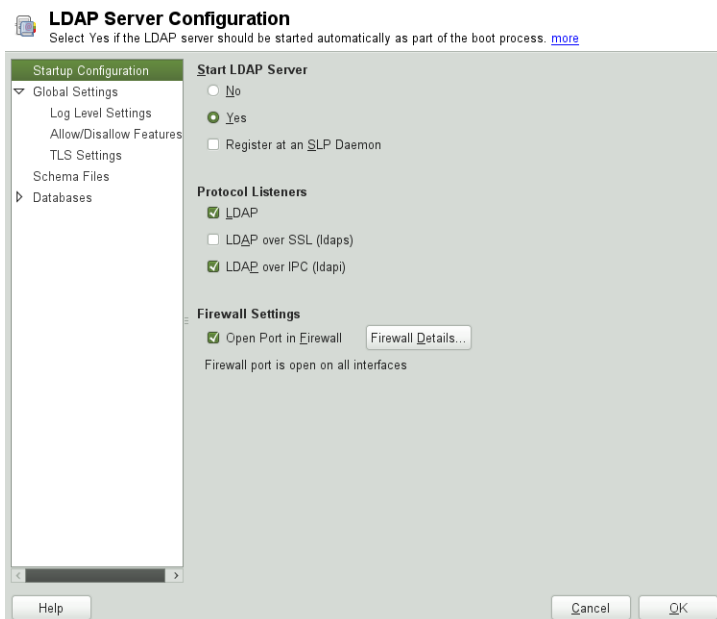 LDAP Server Configuration
Select Yes if the LDAP server should be started automatically as part of the boot process. more
Startup Configuration
Global Settings
Log Level Settings
Allow/Disallow Features
TLS Settings
Schema Files
Databases
Start LDAP Server
No
Yes
Register at an SLP Daemon
Protocol Listeners
LDAP
LDAP over SSL (ldaps)
LDAP over IPC (ldapi)
Firewall Settings
Open Port in Firewall
Firewall Details...
Firewall port is open on all interfaces
Help
Cancel
OK